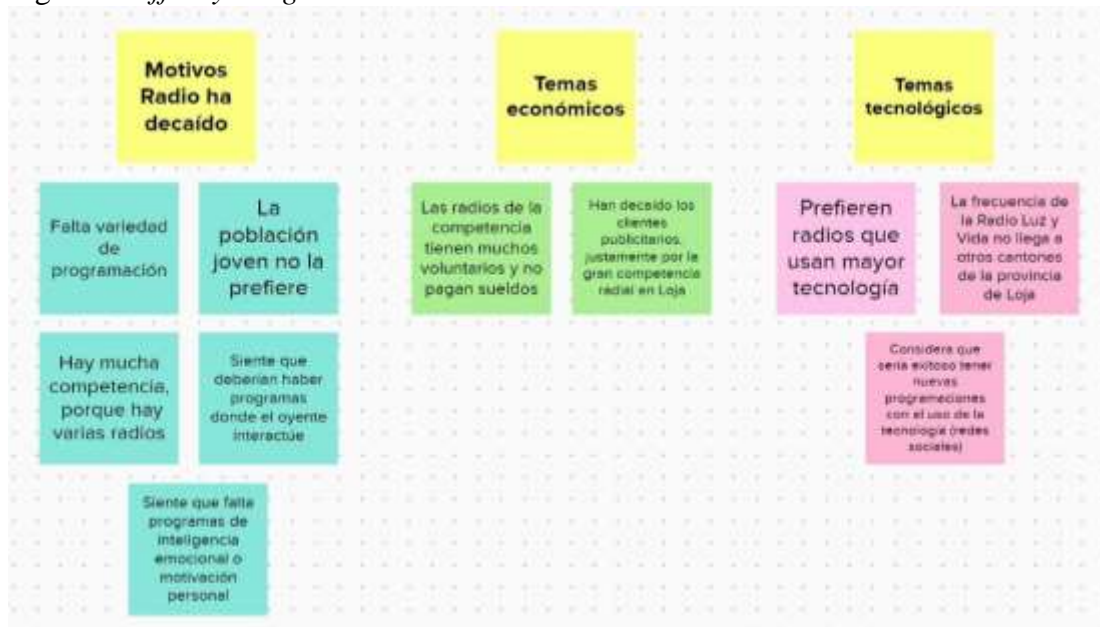 Motivos
Radio ha
decaído
Temas
económicos
Temas
tecnológicos
Falta variedad
de
programación
La
población
joven no la
prefiere
Las radios de la
competencia
tienen muchos
voluntarios y no
pagan sueldos
Han decaído los
clientes
publicitarios,
justamente por la
gran competencia
radial en Loja
Prefieren
radios que
usan mayor
tecnología
La frecuencia de
la Radio Luz y
Vida no llega a
otros cantones
de la provincia
de Loja
Hay mucha
competencia,
porque hay
varias radios
Siente que
deberían haber
programas
donde el oyente
interactúe
Considera que
sería exitoso tener
nuevas
programaciones
con el uso de la
tecnología (redes
sociales)
Siente que falta
programas de
inteligencia
emocional o
motivación
personal